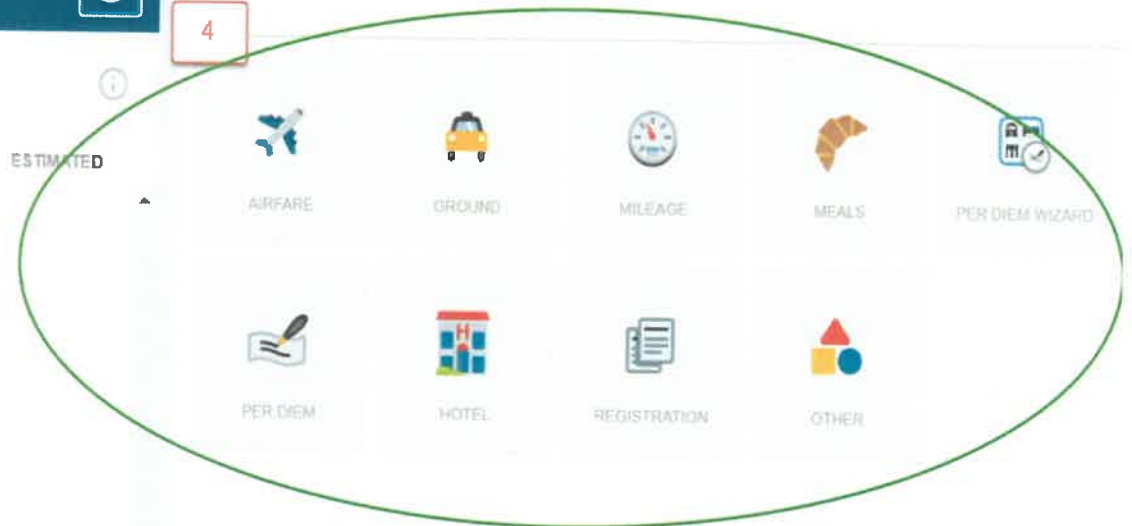 4
ESTIMATED
AIRFARE
GROUND
MILEAGE
MEALS
PER DIEM WIZARD
PER DIEM
HOTEL
REGISTRATION
OTHER